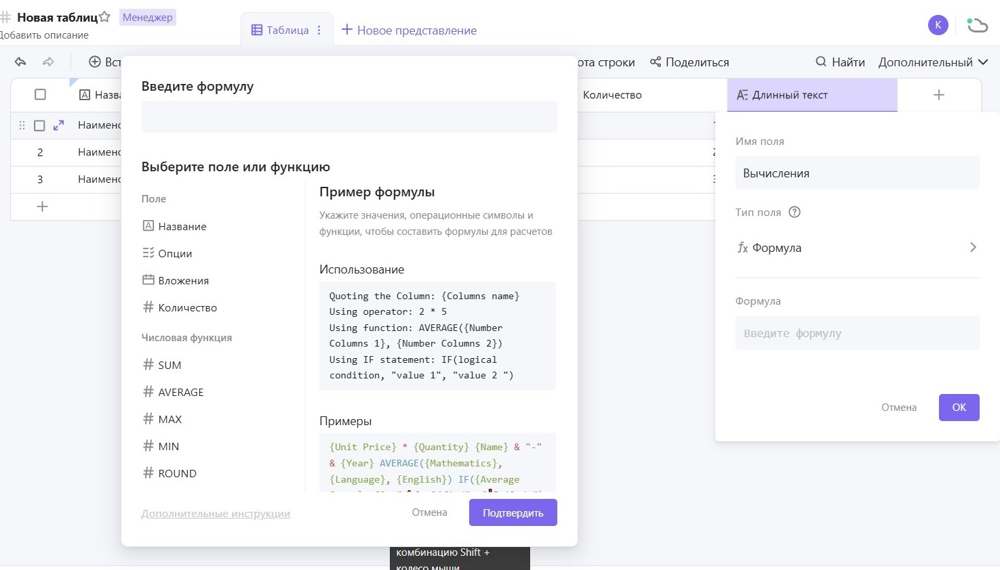 Новая таблиц
Менеджер
Добавить описание
Таблица
Новое представление
K
Вст
ота строки
Поделиться
Найти
Дополнительный
Назва
Количество
Длинный текст
Наимено
2 Наимено
3 Наимено
Введите формулу
Выберите поле или функцию
Поле
Название
Опции
Вложения
Количество
Числовая функция
SUM
AVERAGE
MAX
MIN
ROUND
Дополнительные инструкции
Пример формулы
Укажите значения, операционные символы и
функции, чтобы составить формулы для расчетов
Использование
Quoting the Column: {Columns name}
Using operator: 2 * 5
Using function: AVERAGE({Number
Columns 1}, {Number Columns 2})
Using IF statement: IF(logical
condition, "value 1", "value 2 ")
Примеры
{Unit Price} * {Quantity} {Name} & "-"
& {Year} AVERAGE({Mathematics},
{Language}, {English}) IF({Average
Отмена
Подтвердить
комбинацию Shift +
колесо мыши
Имя поля
Вычисления
Тип поля
Формула
Формула
Введите формулу
Отмена
OK